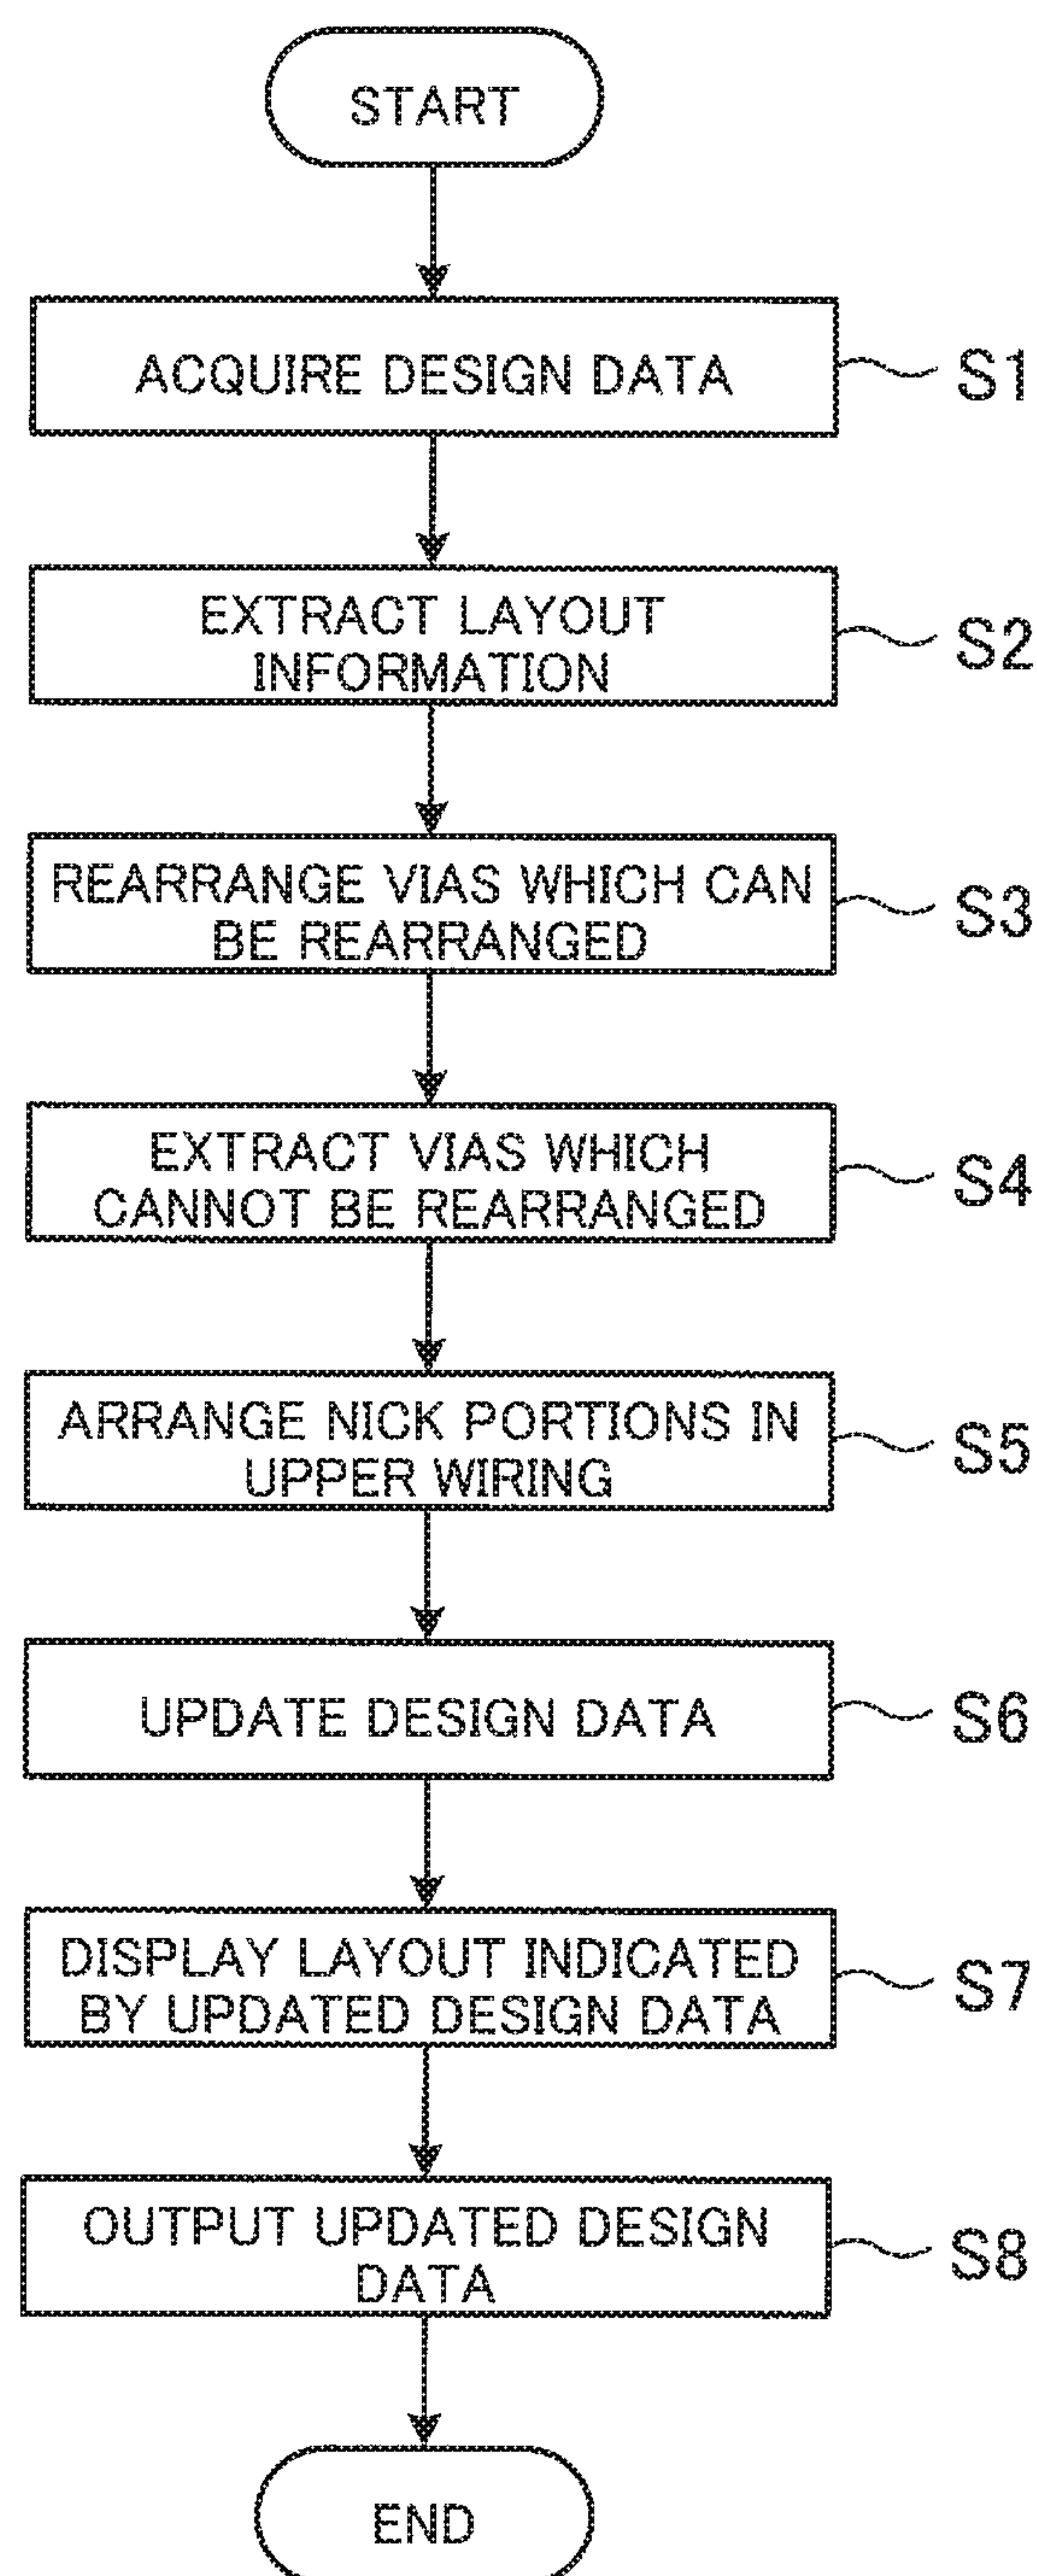 START
ACQUIRE DESIGN DATA
S1
EXTRACT LAYOUT
INFORMATION
S2
REARRANGE VIAS WHICH CAN
BE REARRANGED
S3
EXTRACT VIAS WHICH
CANNOT BE REARRANGED
S4
ARRANGE NICK PORTIONS IN
UPPER WIRING
S5
UPDATE DESIGN DATA
S6
DISPLAY LAYOUT INDICATED
BY UPDATED DESIGN DATA
S7
OUTPUT UPDATED DESIGN
DATA
S8
END